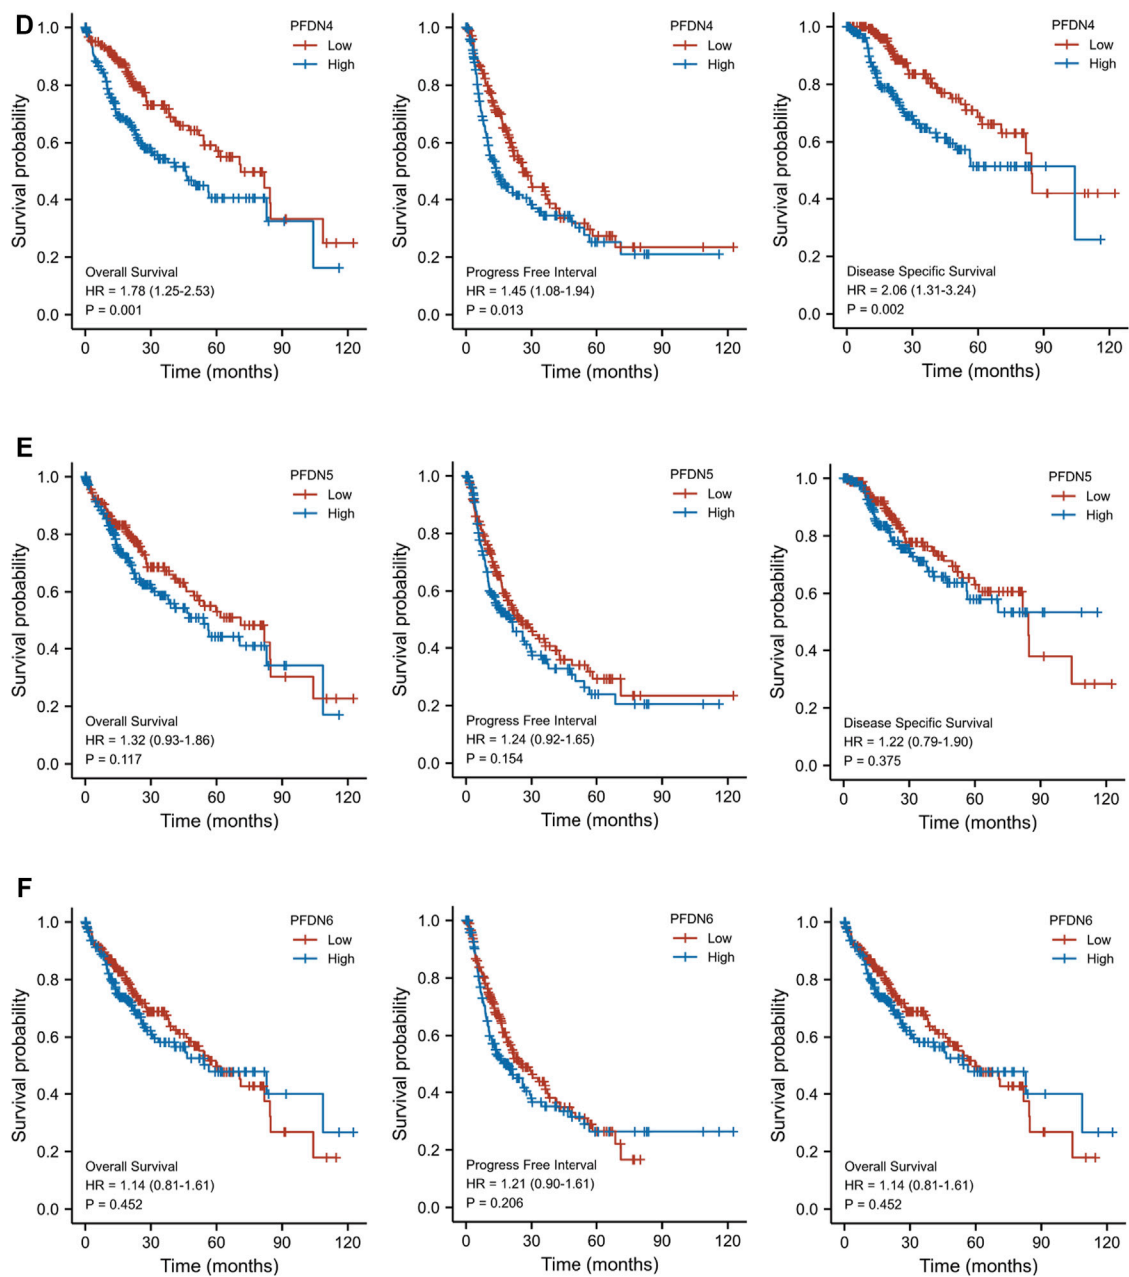 D
PFDN4
Low
High
Survival probability
1.0
0.8
0.6
0.4
0.2
0.0
Overall Survival
HR = 1.78 (1.25-2.53)
P = 0.001
0 30 60 90 120
Time (months)
PFDN4
Low
High
Survival probability
1.0
0.8
0.6
0.4
0.2
0.0
Progress Free Interval
HR = 1.45 (1.08-1.94)
P = 0.013
0 30 60 90 120
Time (months)
PFDN4
Low
High
Survival probability
1.0
0.8
0.6
0.4
0.2
0.0
Disease Specific Survival
HR = 2.06 (1.31-3.24)
P = 0.002
0 30 60 90 120
Time (months)
E
PFDN5
Low
High
Survival probability
1.0
0.8
0.6
0.4
0.2
0.0
Overall Survival
HR = 1.32 (0.93-1.86)
P = 0.117
0 30 60 90 120
Time (months)
PFDN5
Low
High
Survival probability
1.0
0.8
0.6
0.4
0.2
0.0
Progress Free Interval
HR = 1.24 (0.92-1.65)
P = 0.154
0 30 60 90 120
Time (months)
PFDN5
Low
High
Survival probability
1.0
0.8
0.6
0.4
0.2
0.0
Disease Specific Survival
HR = 1.22 (0.79-1.90)
P = 0.375
0 30 60 90 120
Time (months)
F
PFDN6
Low
High
Survival probability
1.0
0.8
0.6
0.4
0.2
0.0
Overall Survival
HR = 1.14 (0.81-1.61)
P = 0.452
0 30 60 90 120
Time (months)
PFDN6
Low
High
Survival probability
1.0
0.8
0.6
0.4
0.2
0.0
Progress Free Interval
HR = 1.21 (0.90-1.61)
P = 0.206
0 30 60 90 120
Time (months)
PFDN6
Low
High
Survival probability
1.0
0.8
0.6
0.4
0.2
0.0
Overall Survival
HR = 1.14 (0.81-1.61)
P = 0.452
0 30 60 90 120
Time (months)